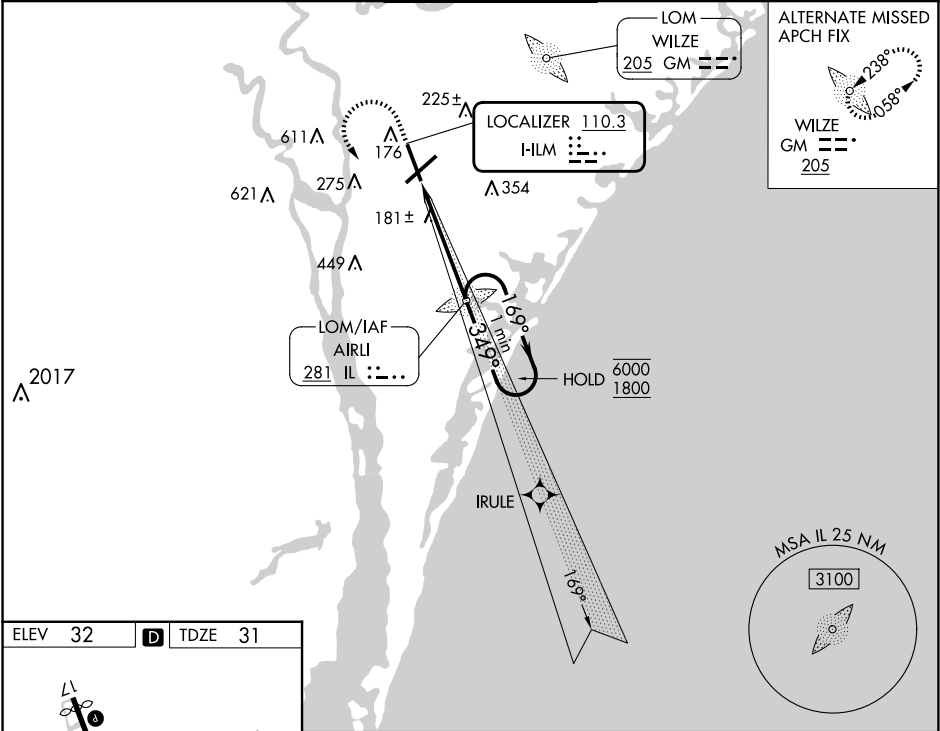 LOM
WILZE
205 GM
ALTERNATE MISSED
APCH FIX
238°
058°
WILZE
GM
205
225±
LOCALIZER 110.3
I-ILM
611
176
275
621
354
181±
449
LOM/IAF
AIRLI
281 IL
169°
1 min
349°
HOLD 6000
1800
2017
IRULE
169°
MSA IL 25 NM
3100
ELEV 32 D TDZE 31
17
P